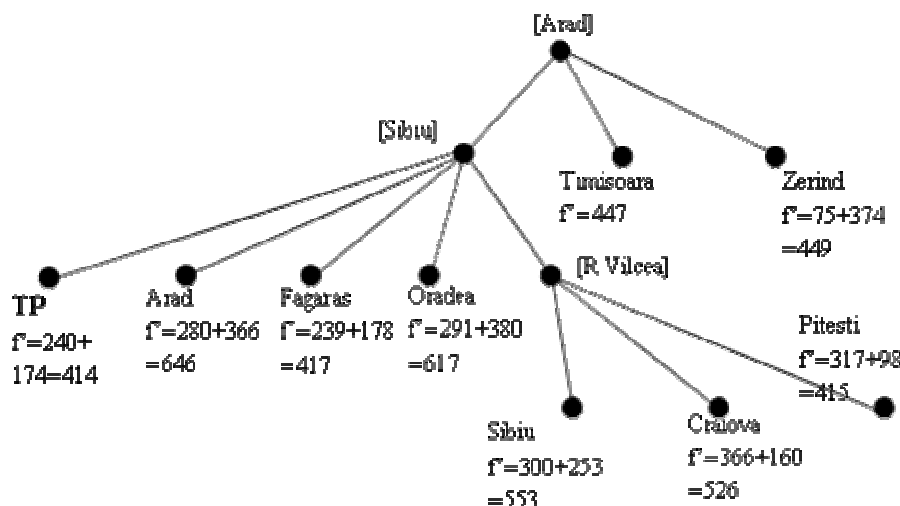 [Arad]
[Sibiu]
Timisoara
f'=447
Zerind
f'=75+374
=449
TP
f'=240+
174=414
Arad
f'=280+366
=646
Fagaras
f'=239+178
=417
Oradea
f'=291+380
=617
[R Vilcea]
Pitesti
f'=317+98
=415
Sibiu
f'=300+253
=553
Craiova
f'=366+160
=526